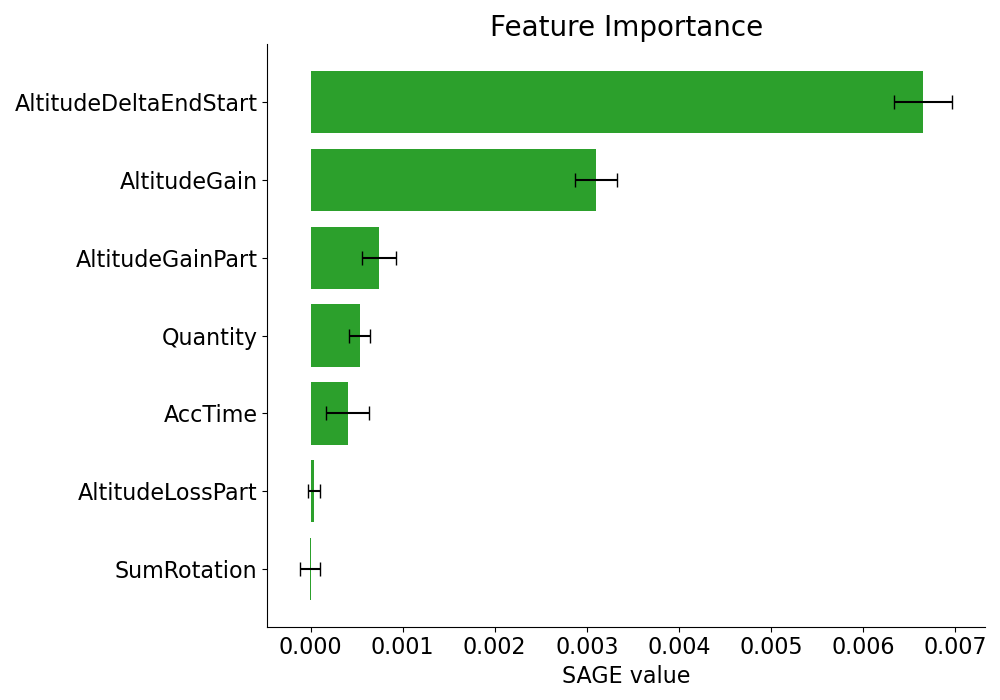 Feature Importance
AltitudeDeltaEndStart
AltitudeGain
AltitudeGainPart
Quantity
AccTime
AltitudeLossPart
SumRotation
0.000 0.001 0.002 0.003 0.004 0.005 0.006 0.007
SAGE value